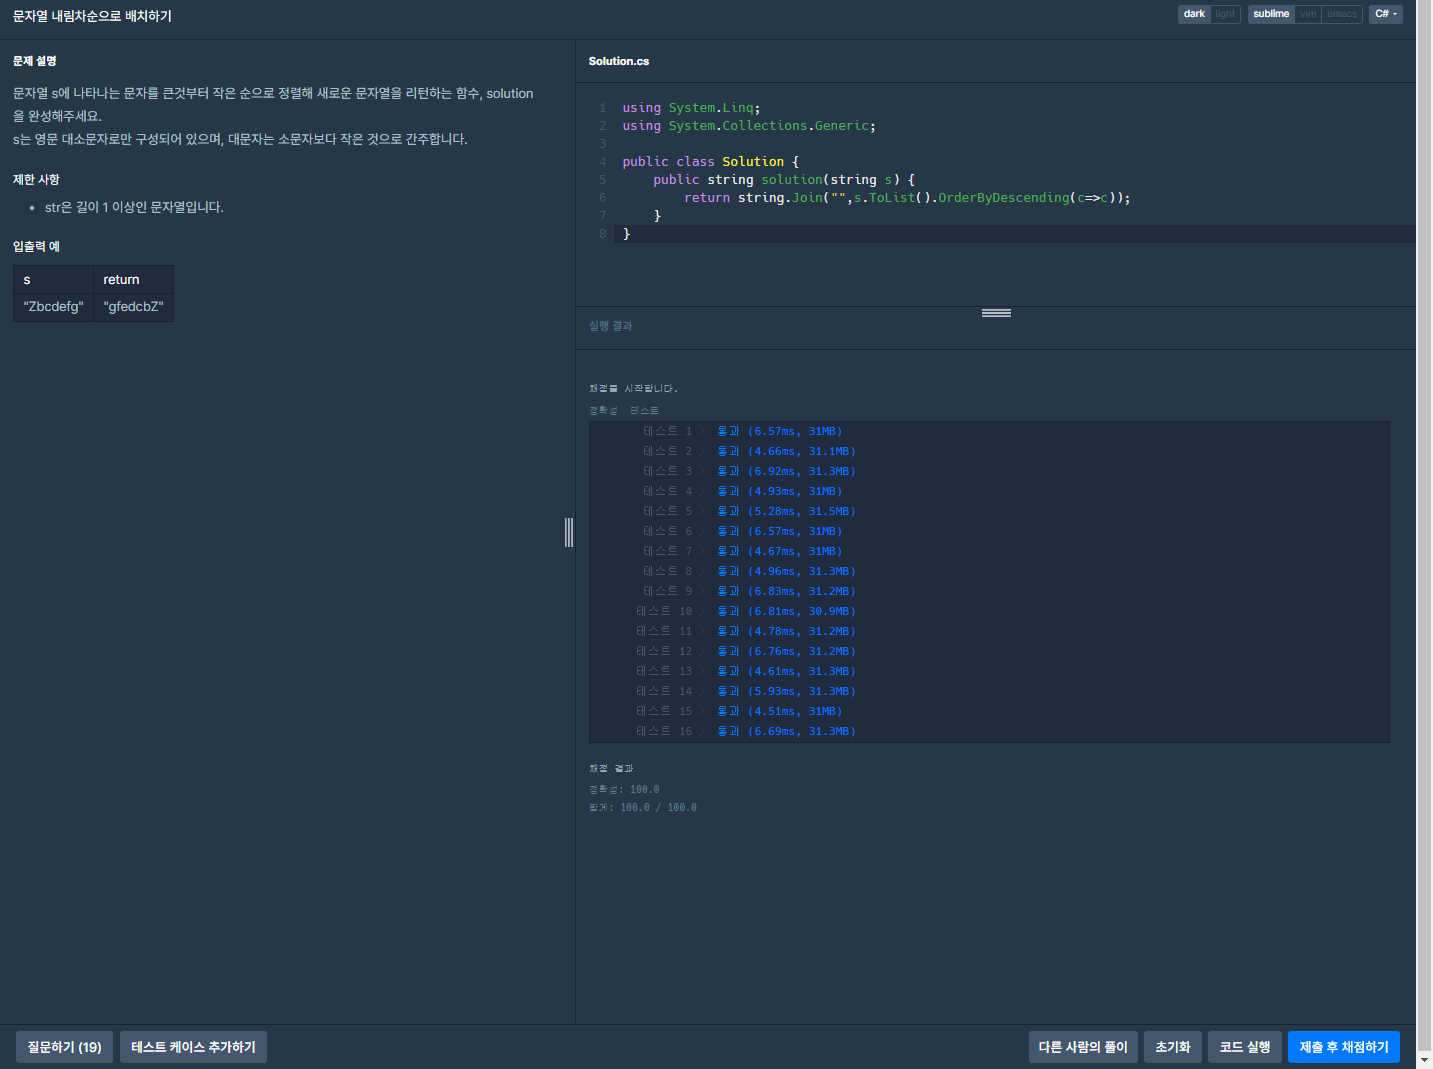 문자열 내림차순으로 배치하기
dark light sublime vim emacs C#
문제 설명
문자열 s에 나타나는 문자를 큰것부터 작은 순으로 정렬해 새로운 문자열을 리턴하는 함수, solution
을 완성해주세요.
s는 영문 대소문자로만 구성되어 있으며, 대문자는 소문자보다 작은 것으로 간주합니다.
제한 사항
• str은 길이 1 이상인 문자열입니다.
입출력 예
s return
"Zbcdefg" "gfedcbZ"
Solution.cs
1 using System.Linq;
2 using System.Collections.Generic;
3
4 public class Solution {
5 public string solution(string s) {
6 return string.Join("",s.ToList().OrderByDescending(c=>c));
7 }
8 }
실행 결과
채점을 시작합니다.
정확성 테스트
테스트 1 〉 통과 (6.57ms, 31MB)
테스트 2 〉 통과 (4.66ms, 31.1MB)
테스트 3 〉 통과 (6.92ms, 31.3MB)
테스트 4 〉 통과 (4.93ms, 31MB)
테스트 5 〉 통과 (5.28ms, 31.5MB)
테스트 6 〉 통과 (6.57ms, 31MB)
테스트 7 〉 통과 (4.67ms, 31MB)
테스트 8 〉 통과 (4.96ms, 31.3MB)
테스트 9 〉 통과 (6.83ms, 31.2MB)
테스트 10 〉 통과 (6.81ms, 30.9MB)
테스트 11 〉 통과 (4.78ms, 31.2MB)
테스트 12 〉 통과 (6.76ms, 31.2MB)
테스트 13 〉 통과 (4.61ms, 31.3MB)
테스트 14 〉 통과 (5.93ms, 31.3MB)
테스트 15 〉 통과 (4.51ms, 31MB)
테스트 16 〉 통과 (6.69ms, 31.3MB)
채점 결과
정확성: 100.0
합계: 100.0 / 100.0
질문하기 (19) 테스트 케이스 추가하기 다른 사람의 풀이 초기화 코드 실행 제출 후 채점하기